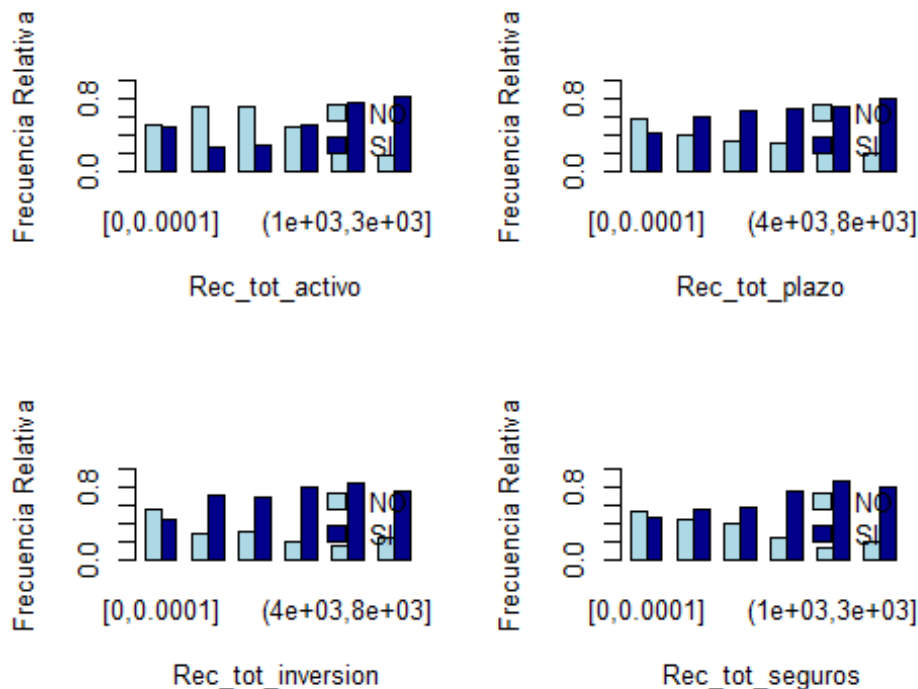 Frecuencia Relativa
0.8
0.0
NO
SI
[0,0.0001] (1e+03,3e+03]
Rec_tot_activo
Frecuencia Relativa
0.8
0.0
NO
SI
[0,0.0001] (4e+03,8e+03]
Rec_tot_plazo
Frecuencia Relativa
0.8
0.0
NO
SI
[0,0.0001] (4e+03,8e+03]
Rec_tot_inversion
Frecuencia Relativa
0.8
0.0
NO
SI
[0,0.0001] (1e+03,3e+03]
Rec_tot_seguros